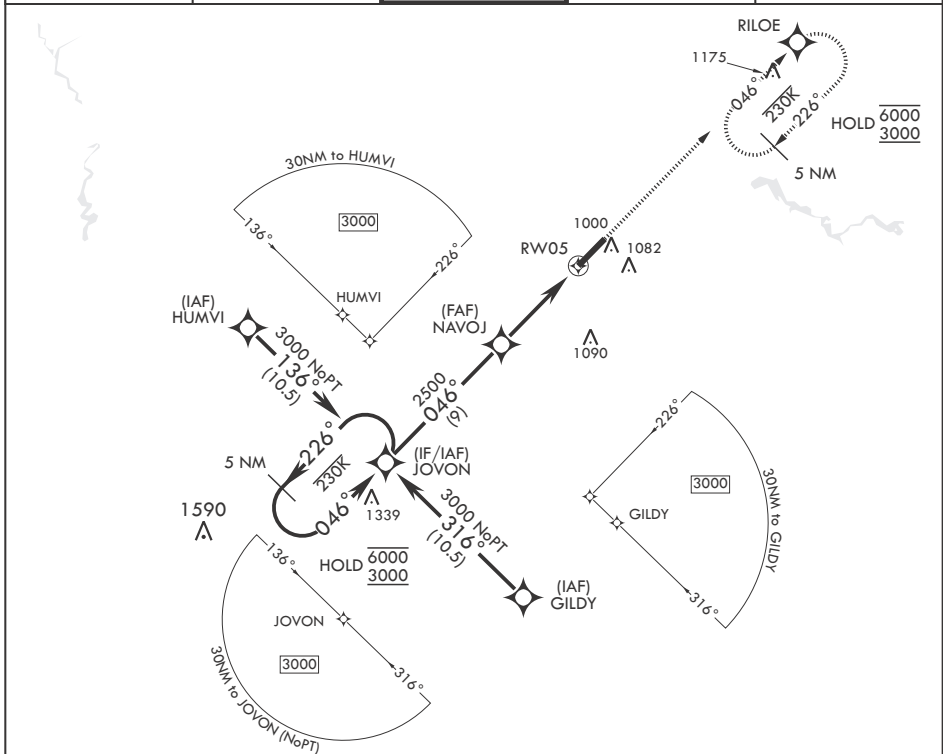 RILOE
1175
046°
230K
226°
HOLD 6000
3000
5 NM
30NM to HUMVI
3000
136°
226°
HUMVI
1000
RW05
1082
(IAF)
HUMVI
3000 NoPT
136°
(10.5)
(FAF)
NAVOJ
1090
2500
046°
(9)
226°
230K
5 NM
(IF/IAF)
JOVON
046°
1339
1590
HOLD 6000
3000
3000 NoPT
316°
(10.5)
(IAF)
GILDY
226°
3000
30NM to GILDY
GILDY
316°
136°
JOVON
3000
316°
30NM to JOVON (NoPT)